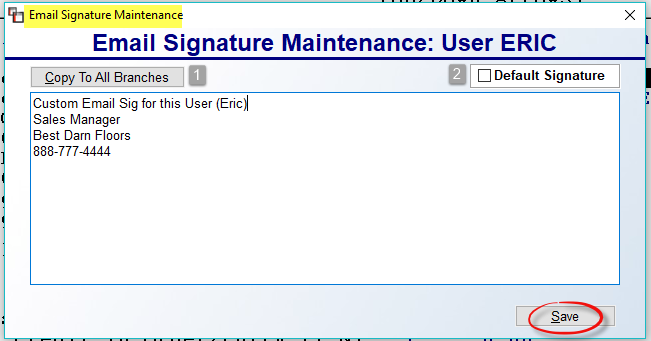 Email Signature Maintenance
Email Signature Maintenance: User ERIC
Copy To All Branches 1 2 Default Signature
Custom Email Sig for this User (Eric)
Sales Manager
Best Darn Floors
888-777-4444
Save